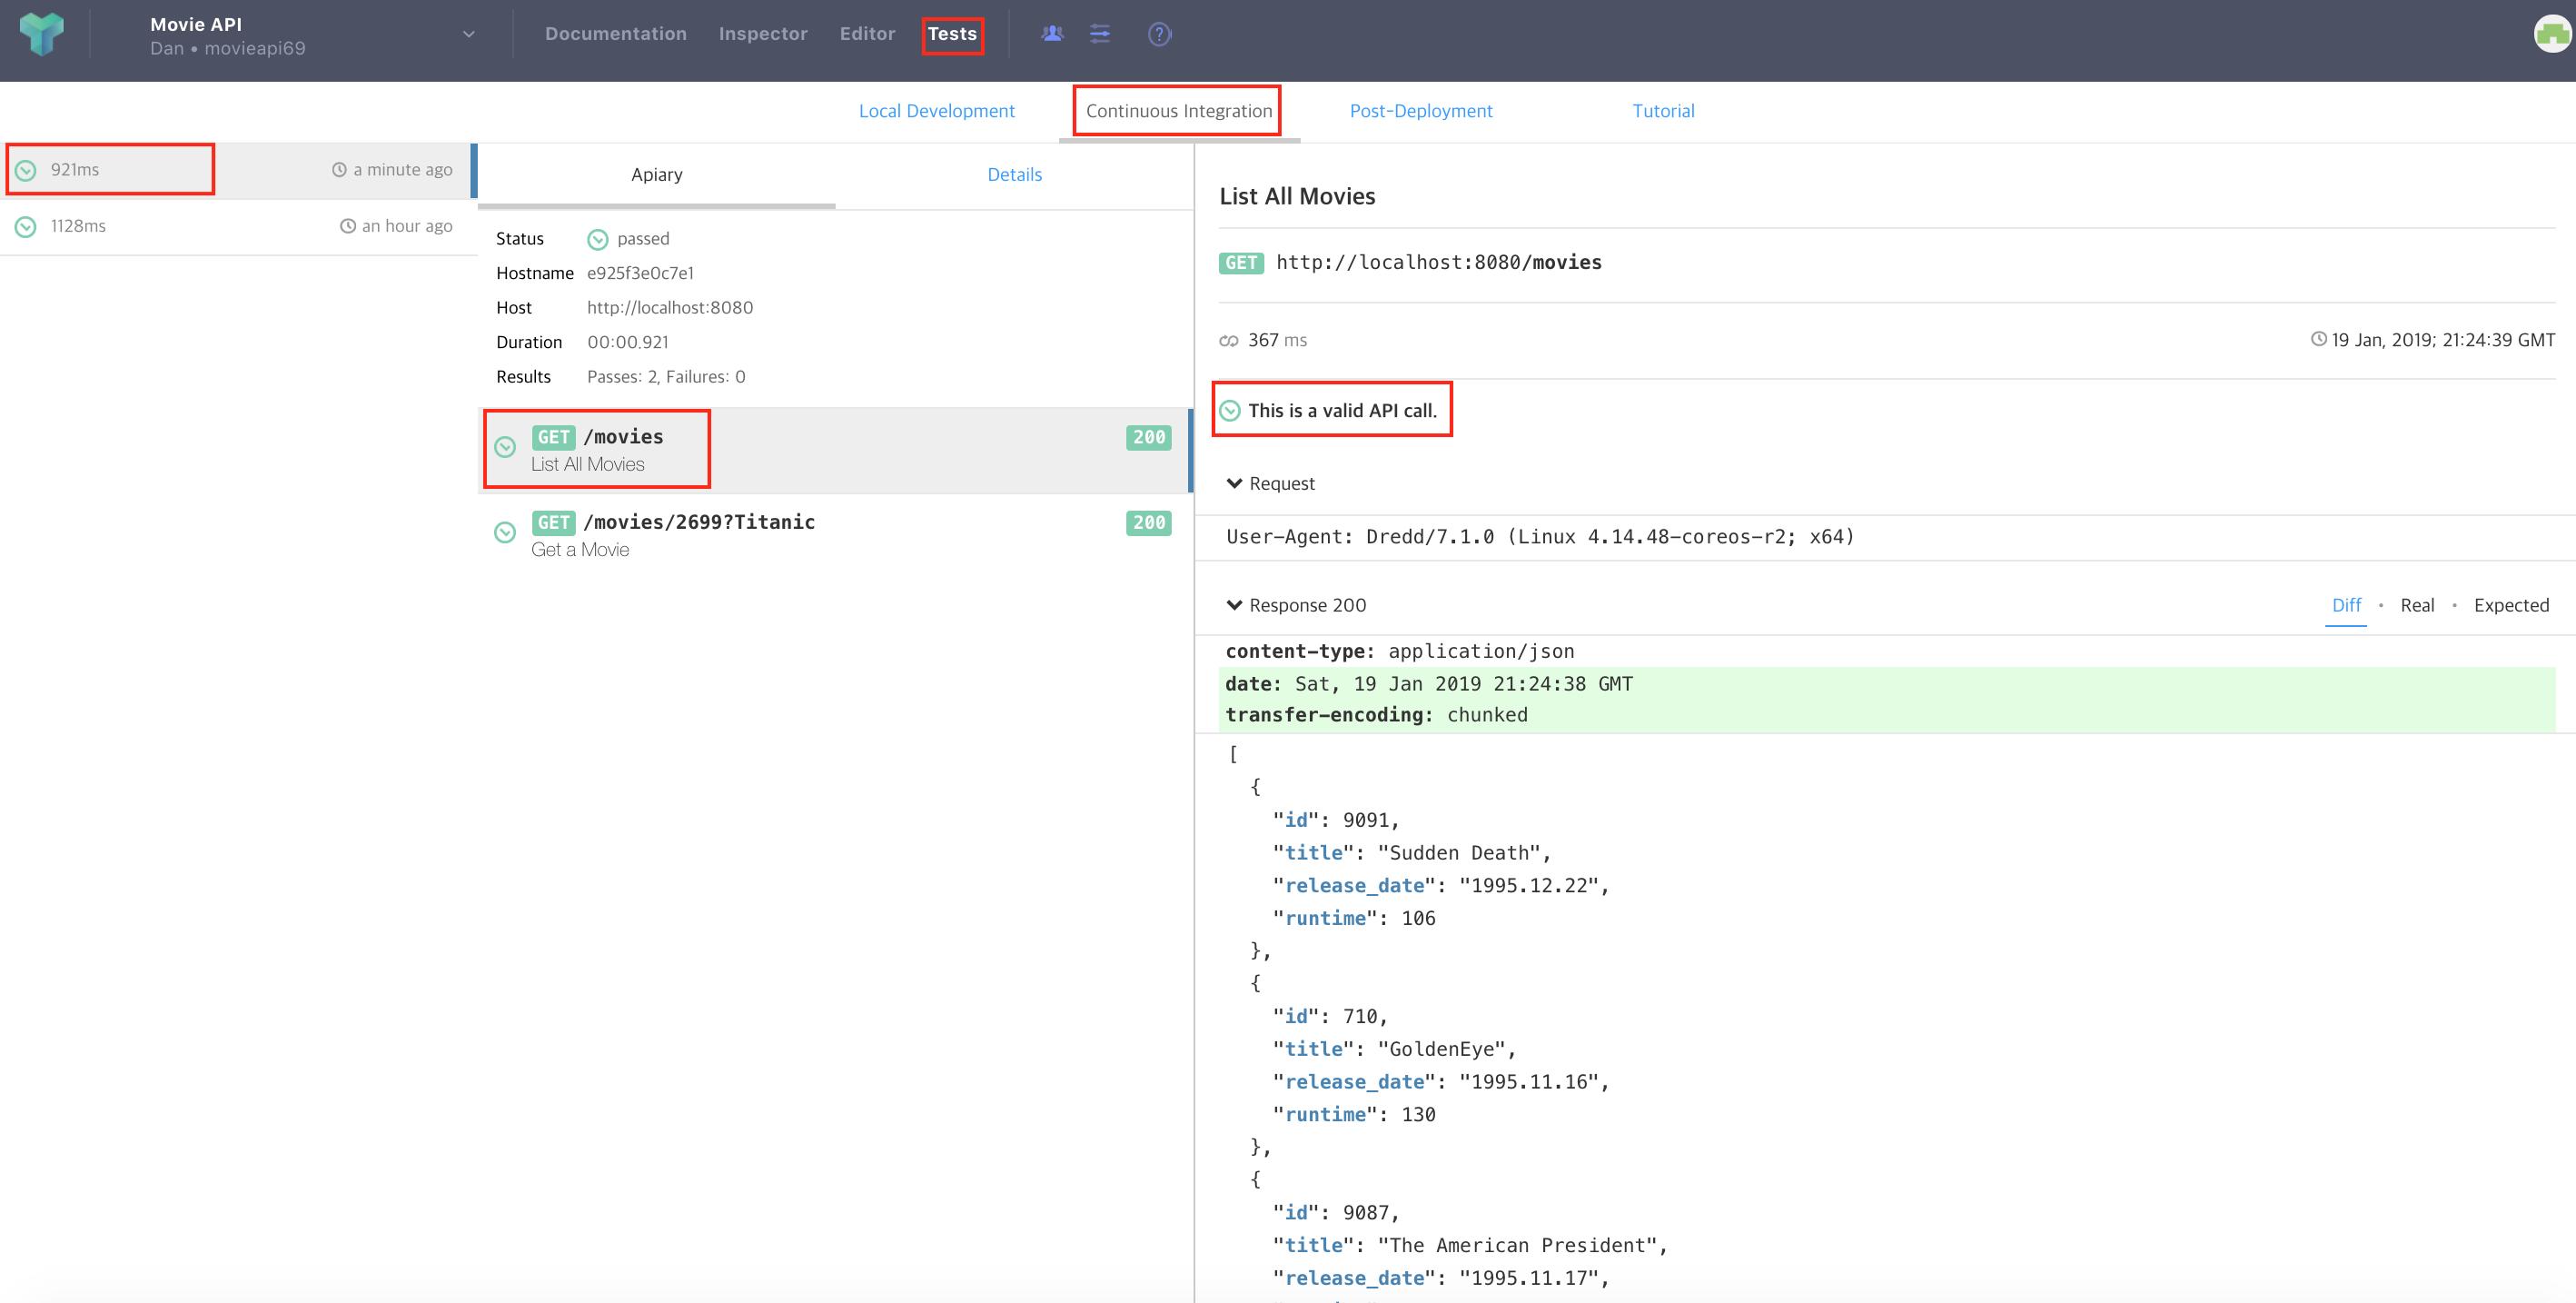 Movie API
Dan • movieapi69
Documentation
Inspector
Editor
Tests
?
Local Development
Continuous Integration
Post-Deployment
Tutorial
921ms
a minute ago
1128ms
an hour ago
Apiary
Details
Status passed
Hostname e925f3e0c7e1
Host http://localhost:8080
Duration 00:00.921
Results Passes: 2, Failures: 0
GET /movies 200
List All Movies
GET /movies/2699?Titanic 200
Get a Movie
List All Movies
GET http://localhost:8080/movies
367 ms
19 Jan, 2019; 21:24:39 GMT
This is a valid API call.
Request
User-Agent: Dredd/7.1.0 (Linux 4.14.48-coreos-r2; x64)
Response 200
Diff • Real • Expected
content-type: application/json
date: Sat, 19 Jan 2019 21:24:38 GMT
transfer-encoding: chunked
[
{
"id": 9091,
"title": "Sudden Death",
"release_date": "1995.12.22",
"runtime": 106
},
{
"id": 710,
"title": "GoldenEye",
"release_date": "1995.11.16",
"runtime": 130
},
{
"id": 9087,
"title": "The American President",
"release_date": "1995.11.17",